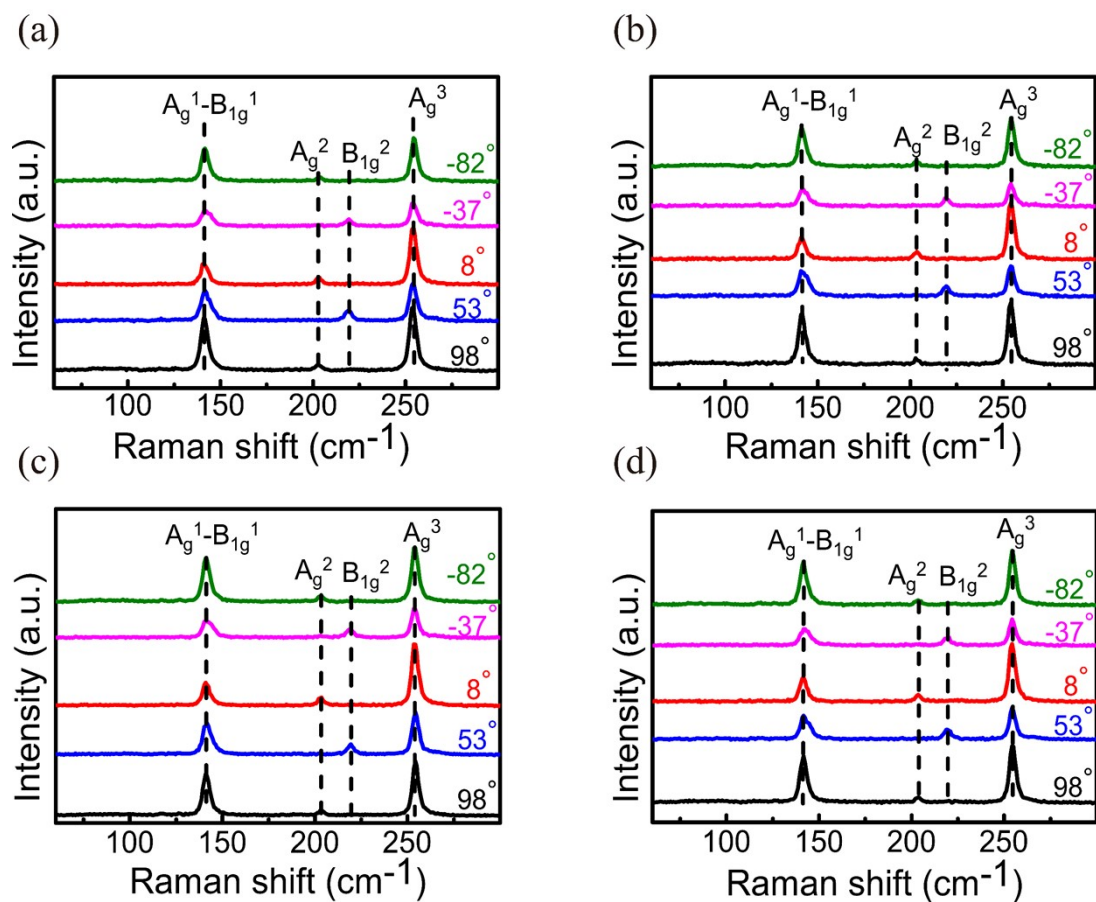 (a)
A_g^1-B_1g^1
A_g^3
A_g^2
B_1g^2
-82°
-37°
8°
53°
98°
Intensity (a.u.)
100 150 200 250
Raman shift (cm^-1)
(b)
A_g^1-B_1g^1
A_g^3
A_g^2
B_1g^2
-82°
-37°
8°
53°
98°
Intensity (a.u.)
100 150 200 250
Raman shift (cm^-1)
(c)
A_g^1-B_1g^1
A_g^3
A_g^2
B_1g^2
-82°
-37°
8°
53°
98°
Intensity (a.u.)
100 150 200 250
Raman shift (cm^-1)
(d)
A_g^1-B_1g^1
A_g^3
A_g^2
B_1g^2
-82°
-37°
8°
53°
98°
Intensity (a.u.)
100 150 200 250
Raman shift (cm^-1)